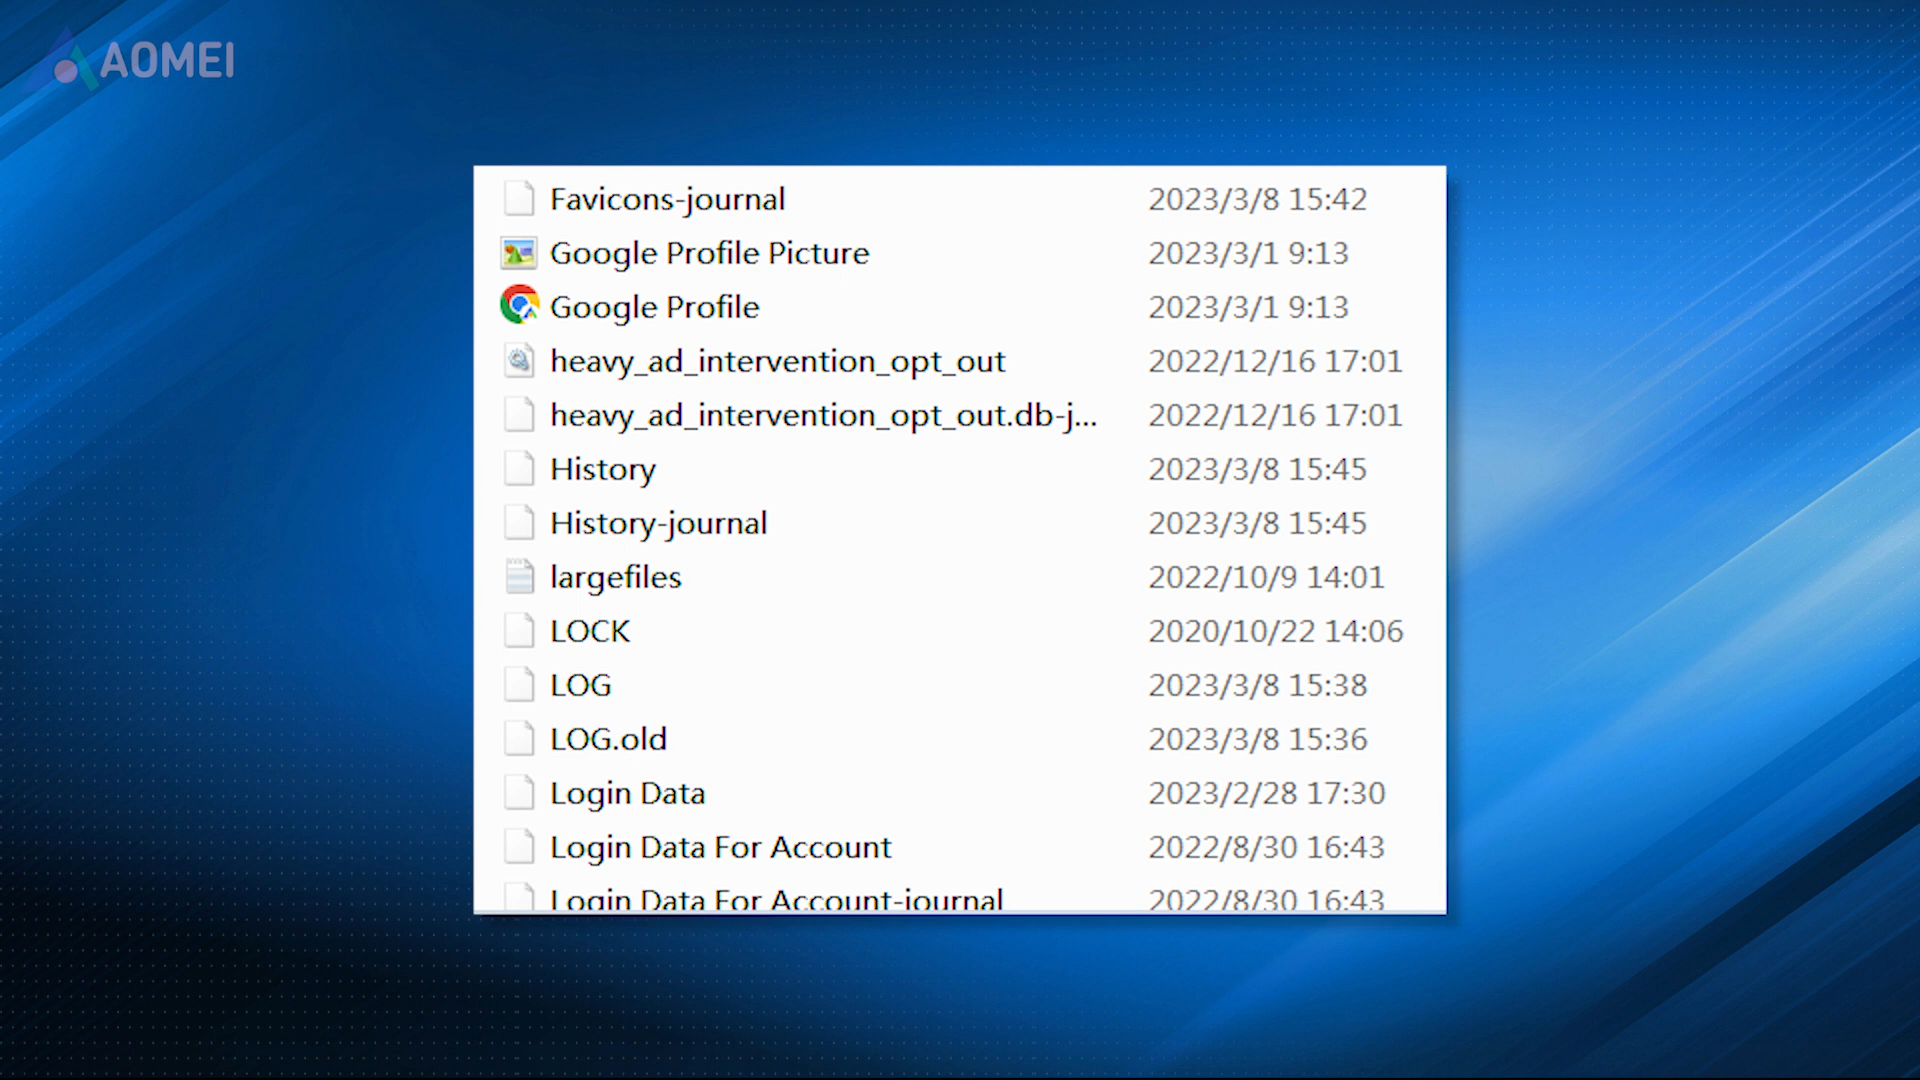 AOMEI
Favicons-journal 2023/3/8 15:42
Google Profile Picture 2023/3/1 9:13
Google Profile 2023/3/1 9:13
heavy_ad_intervention_opt_out 2022/12/16 17:01
heavy_ad_intervention_opt_out.db-j... 2022/12/16 17:01
History 2023/3/8 15:45
History-journal 2023/3/8 15:45
largefiles 2022/10/9 14:01
LOCK 2020/10/22 14:06
LOG 2023/3/8 15:38
LOG.old 2023/3/8 15:36
Login Data 2023/2/28 17:30
Login Data For Account 2022/8/30 16:43
Login Data For Account-journal 2022/8/30 16:43